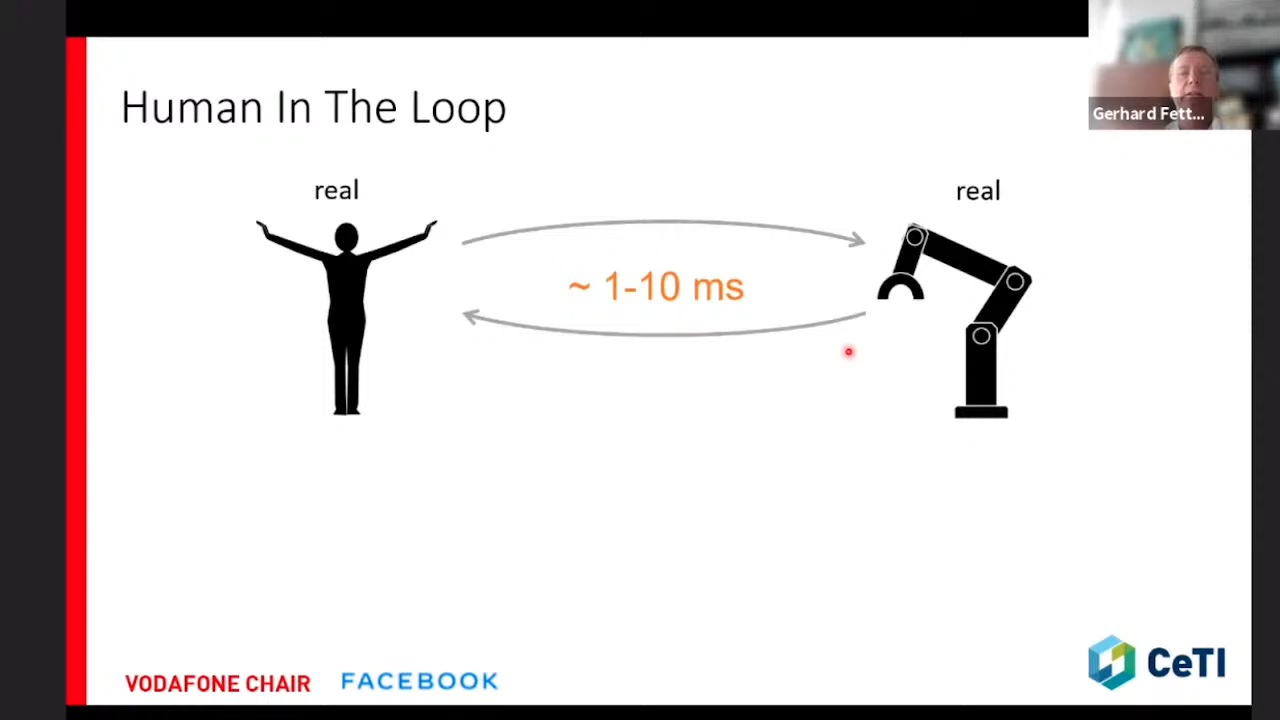 Human In The Loop
Gerhard Fett...
real
real
~ 1-10 ms
VODAFONE CHAIR
FACEBOOK
CeTI